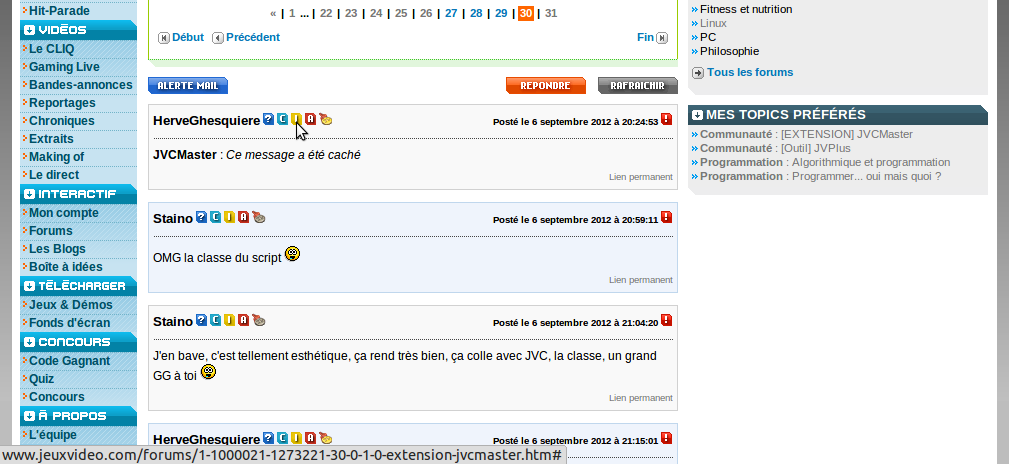 Hit-Parade
VIDÉOS
Le CLIQ
Gaming Live
Bandes-annonces
Reportages
Chroniques
Extraits
Making of
Le direct
INTERACTIF
Mon compte
Forums
Les Blogs
Boîte à idées
TÉLÉCHARGER
Jeux & Démos
Fonds d'écran
CONCOURS
Code Gagnant
Quiz
Concours
À PROPOS
L'équipe
« | 1 ... | 22 | 23 | 24 | 25 | 26 | 27 | 28 | 29 | 30 | 31
Début Précédent Fin
ALERTE MAIL RÉPONDRE RAFRAICHIR
HerveGhesquiere ? C J A Posté le 6 septembre 2012 à 20:24:53 !
JVCMaster : Ce message a été caché
Lien permanent
Staino ? C J A Posté le 6 septembre 2012 à 20:59:11 !
OMG la classe du script
Lien permanent
Staino ? C J A Posté le 6 septembre 2012 à 21:04:20 !
J'en bave, c'est tellement esthétique, ça rend très bien, ça colle avec JVC, la classe, un grand
GG à toi
Lien permanent
HerveGhesquiere ? C J A Posté le 6 septembre 2012 à 21:15:01 !
Fitness et nutrition
Linux
PC
Philosophie
Tous les forums
MES TOPICS PRÉFÉRÉS
Communauté : [EXTENSION] JVCMaster
Communauté : [Outil] JVPlus
Programmation : Algorithmique et programmation
Programmation : Programmer... oui mais quoi ?
www.jeuxvideo.com/forums/1-1000021-1273221-30-0-1-0-extension-jvcmaster.htm#